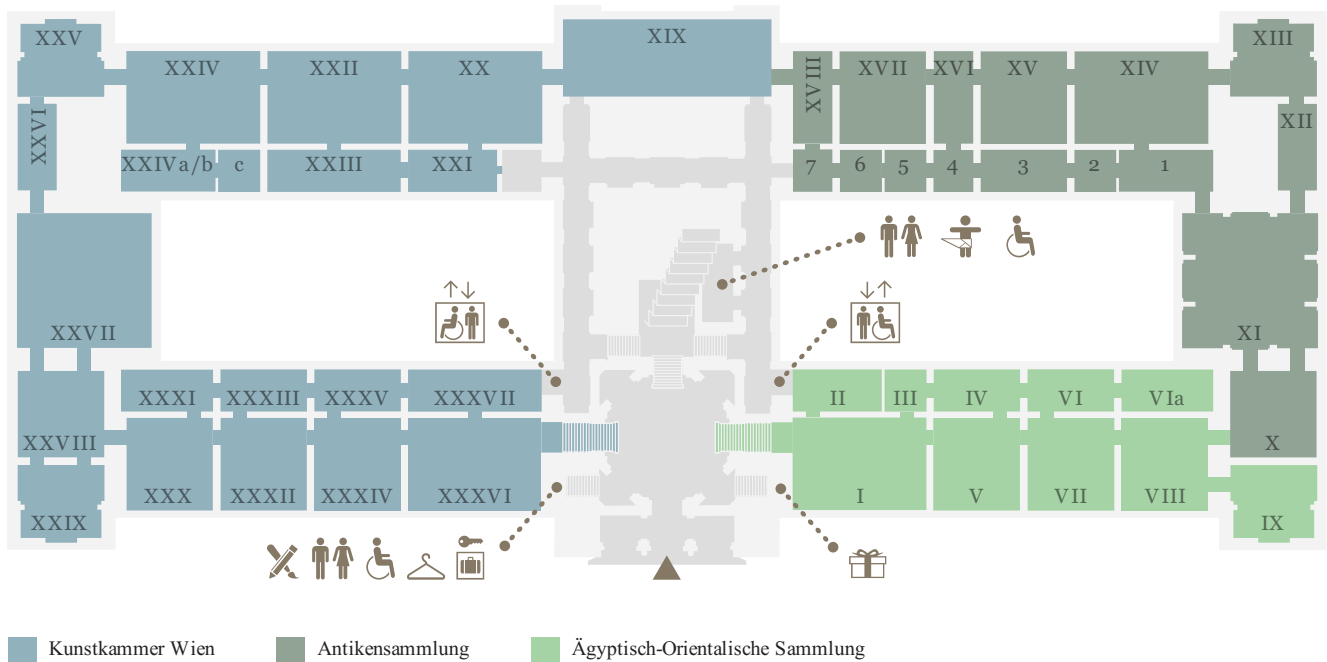 XXV
XXIV
XXII
XX
XIX
XVIII
XVII
XVI
XV
XIV
XIII
XXVI
XII
XXIVa/b
c
XXIII
XXI
7
6
5
4
3
2
1
XXVII
XI
XXXI
XXXIII
XXXV
XXXVII
II
III
IV
VI
VIa
XXVIII
X
XXX
XXXII
XXXIV
XXXVI
I
V
VII
VIII
XXIX
IX
Kunstkammer Wien
Antikensammlung
Ägyptisch-Orientalische Sammlung